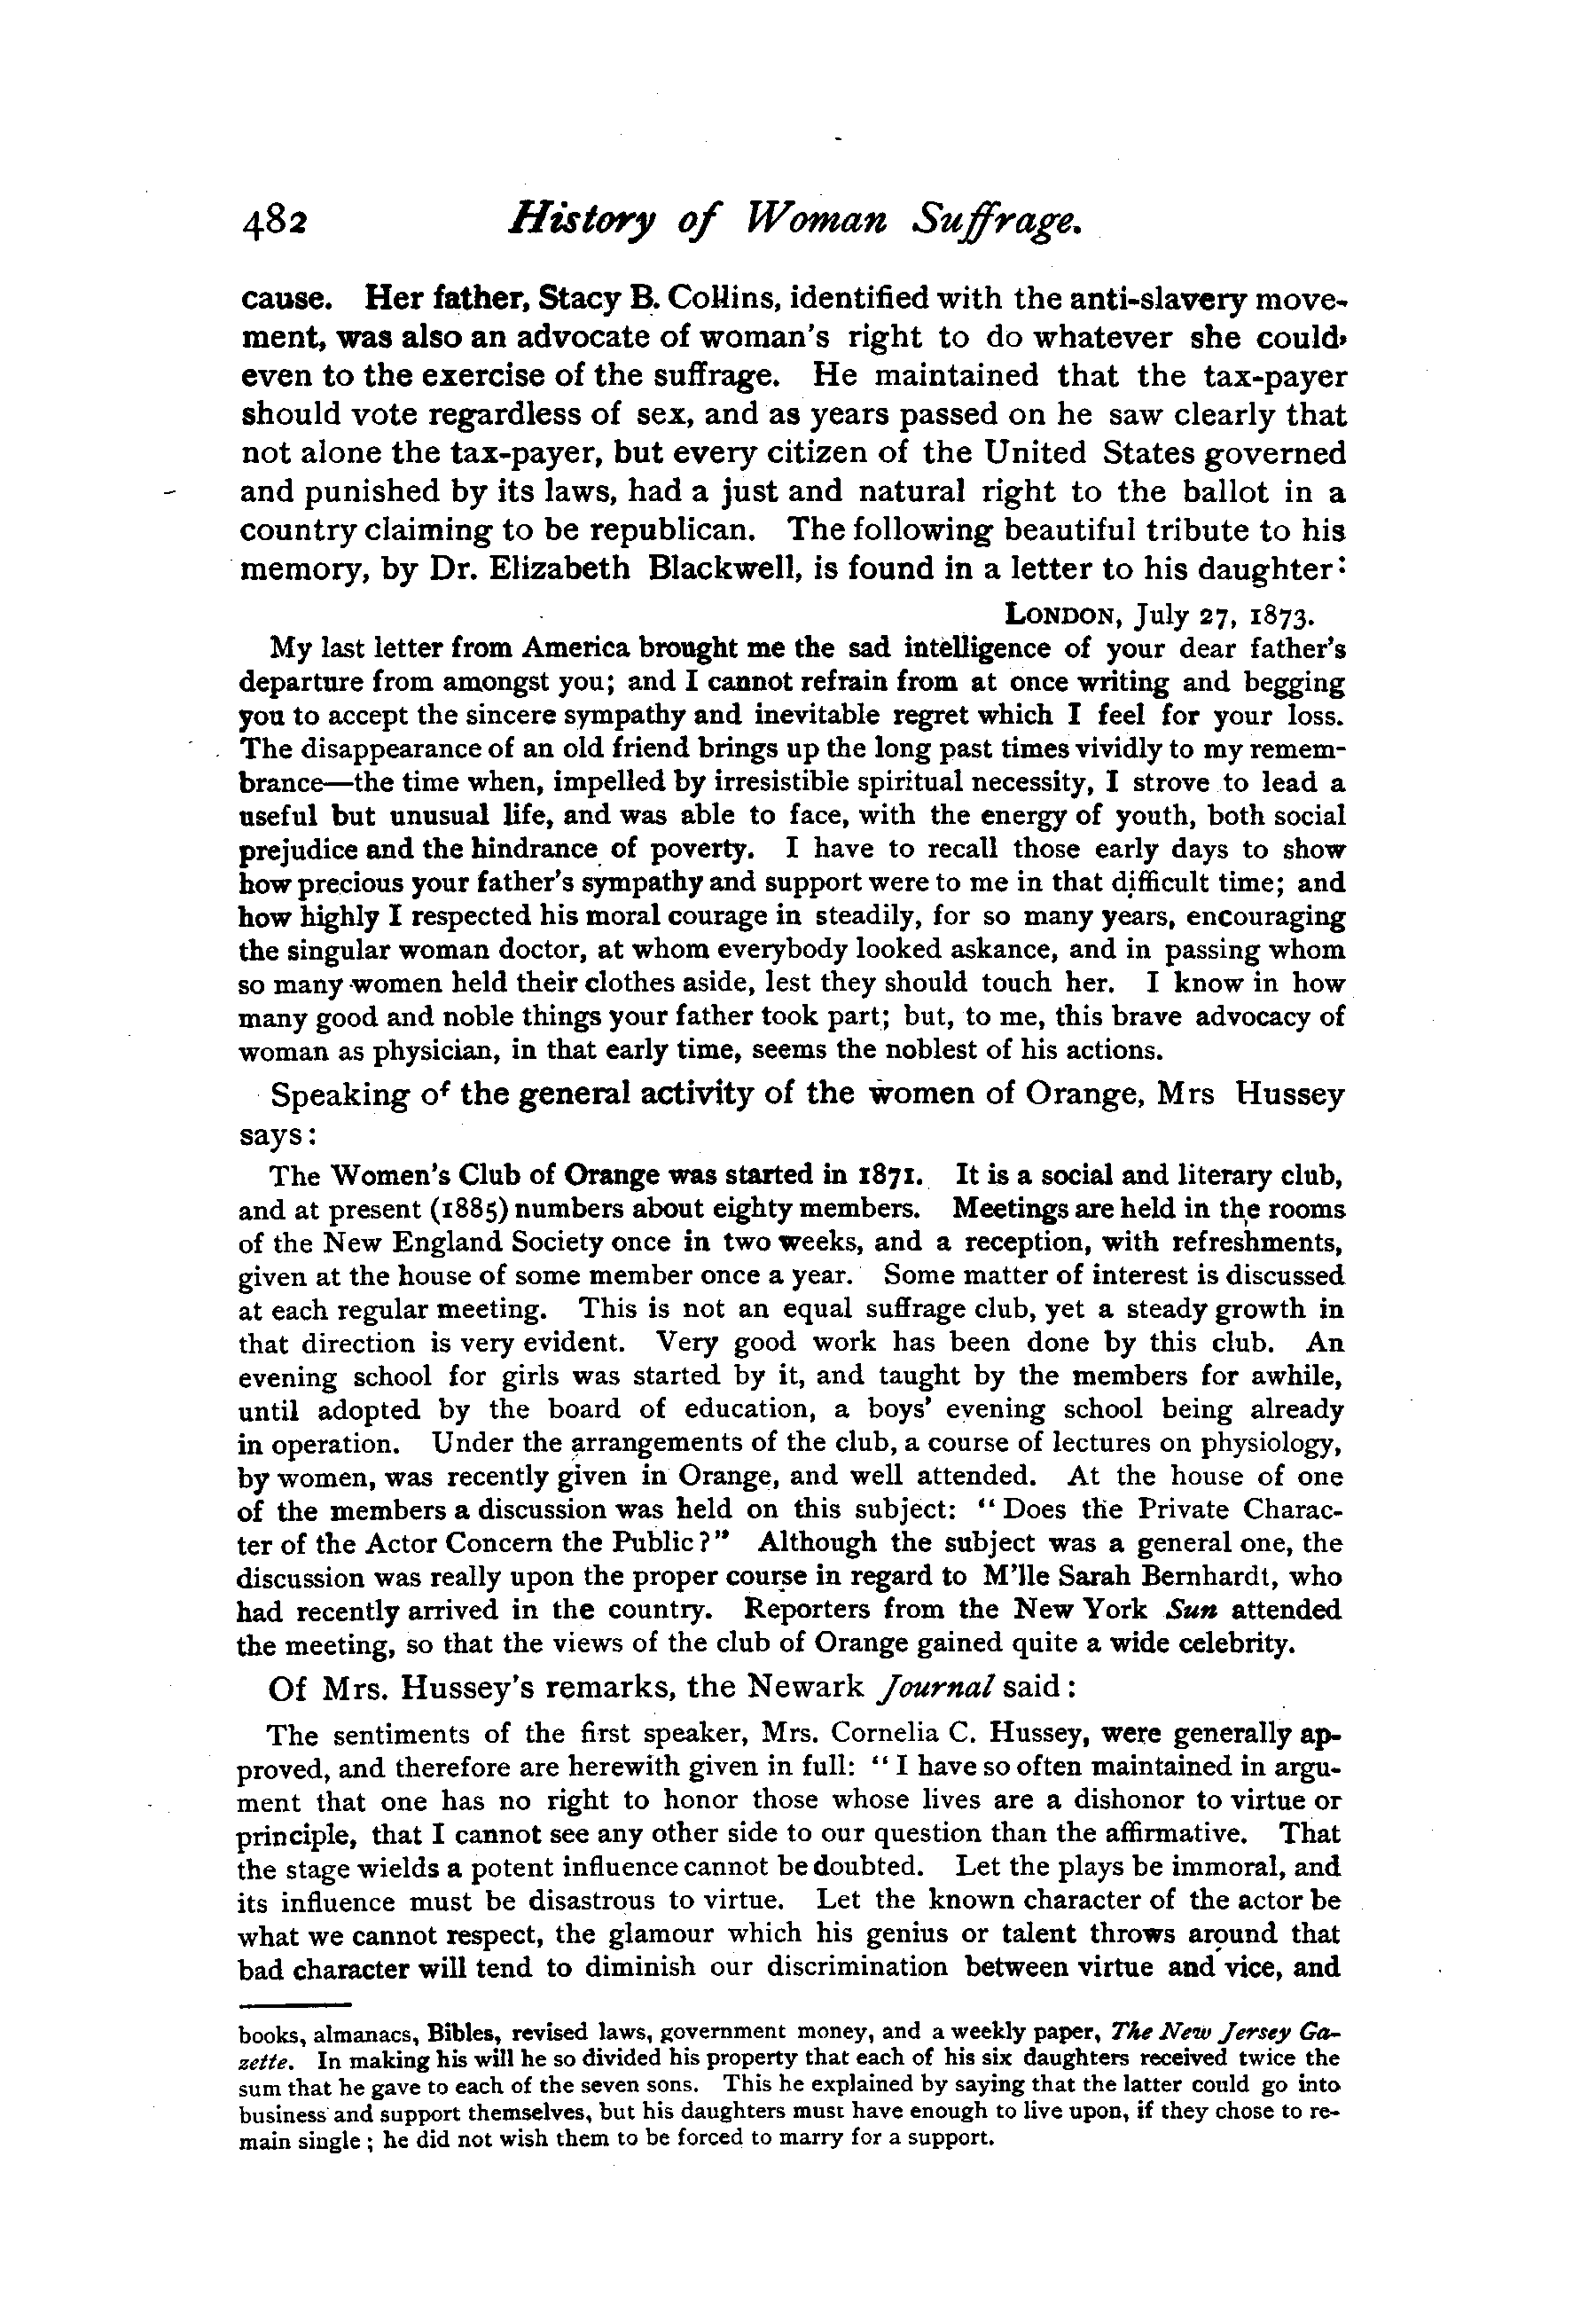 482 History of Woman Suffrage.
cause. Her father, Stacy B. Collins, identified with the anti-slavery move-
ment, was also an advocate of woman's right to do whatever she could,
even to the exercise of the suffrage. He maintained that the tax-payer
should vote regardless of sex, and as years passed on he saw clearly that
not alone the tax-payer, but every citizen of the United States governed
and punished by its laws, had a just and natural right to the ballot in a
country claiming to be republican. The following beautiful tribute to his
memory, by Dr. Elizabeth Blackwell, is found in a letter to his daughter:
LONDON, July 27, 1873.
My last letter from America brought me the sad intelligence of your dear father's
departure from amongst you; and I cannot refrain from at once writing and begging
you to accept the sincere sympathy and inevitable regret which I feel for your loss.
The disappearance of an old friend brings up the long past times vividly to my remem-
brance—the time when, impelled by irresistible spiritual necessity, I strove to lead a
useful but unusual life, and was able to face, with the energy of youth, both social
prejudice and the hindrance of poverty. I have to recall those early days to show
how precious your father's sympathy and support were to me in that difficult time; and
how highly I respected his moral courage in steadily, for so many years, encouraging
the singular woman doctor, at whom everybody looked askance, and in passing whom
so many women held their clothes aside, lest they should touch her. I know in how
many good and noble things your father took part; but, to me, this brave advocacy of
woman as physician, in that early time, seems the noblest of his actions.
Speaking of the general activity of the women of Orange, Mrs Hussey
says:
The Women's Club of Orange was started in 1871. It is a social and literary club,
and at present (1885) numbers about eighty members. Meetings are held in the rooms
of the New England Society once in two weeks, and a reception, with refreshments,
given at the house of some member once a year. Some matter of interest is discussed
at each regular meeting. This is not an equal suffrage club, yet a steady growth in
that direction is very evident. Very good work has been done by this club. An
evening school for girls was started by it, and taught by the members for awhile,
until adopted by the board of education, a boys' evening school being already
in operation. Under the arrangements of the club, a course of lectures on physiology,
by women, was recently given in Orange, and well attended. At the house of one
of the members a discussion was held on this subject: "Does the Private Charac-
ter of the Actor Concern the Public?" Although the subject was a general one, the
discussion was really upon the proper course in regard to M'lle Sarah Bernhardt, who
had recently arrived in the country. Reporters from the New York Sun attended
the meeting, so that the views of the club of Orange gained quite a wide celebrity.
Of Mrs. Hussey's remarks, the Newark Journal said:
The sentiments of the first speaker, Mrs. Cornelia C. Hussey, were generally ap-
proved, and therefore are herewith given in full: "I have so often maintained in argu-
ment that one has no right to honor those whose lives are a dishonor to virtue or
principle, that I cannot see any other side to our question than the affirmative. That
the stage wields a potent influence cannot be doubted. Let the plays be immoral, and
its influence must be disastrous to virtue. Let the known character of the actor be
what we cannot respect, the glamour which his genius or talent throws around that
bad character will tend to diminish our discrimination between virtue and vice, and
books, almanacs, Bibles, revised laws, government money, and a weekly paper, The New Jersey Ga-
zette. In making his will he so divided his property that each of his six daughters received twice the
sum that he gave to each of the seven sons. This he explained by saying that the latter could go into
business and support themselves, but his daughters must have enough to live upon, if they chose to re-
main single; he did not wish them to be forced to marry for a support.